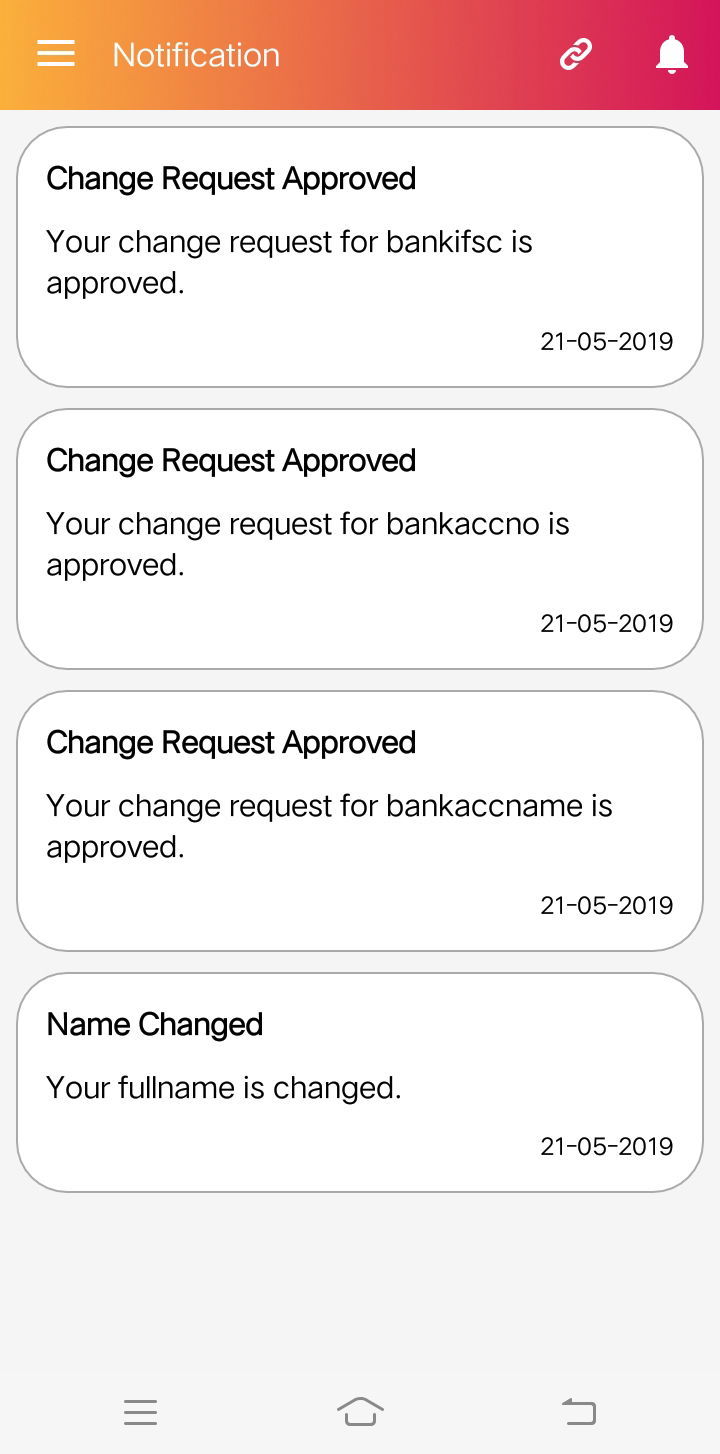 Notification
Change Request Approved
Your change request for bankifsc is
approved.
21-05-2019
Change Request Approved
Your change request for bankaccno is
approved.
21-05-2019
Change Request Approved
Your change request for bankaccname is
approved.
21-05-2019
Name Changed
Your fullname is changed.
21-05-2019